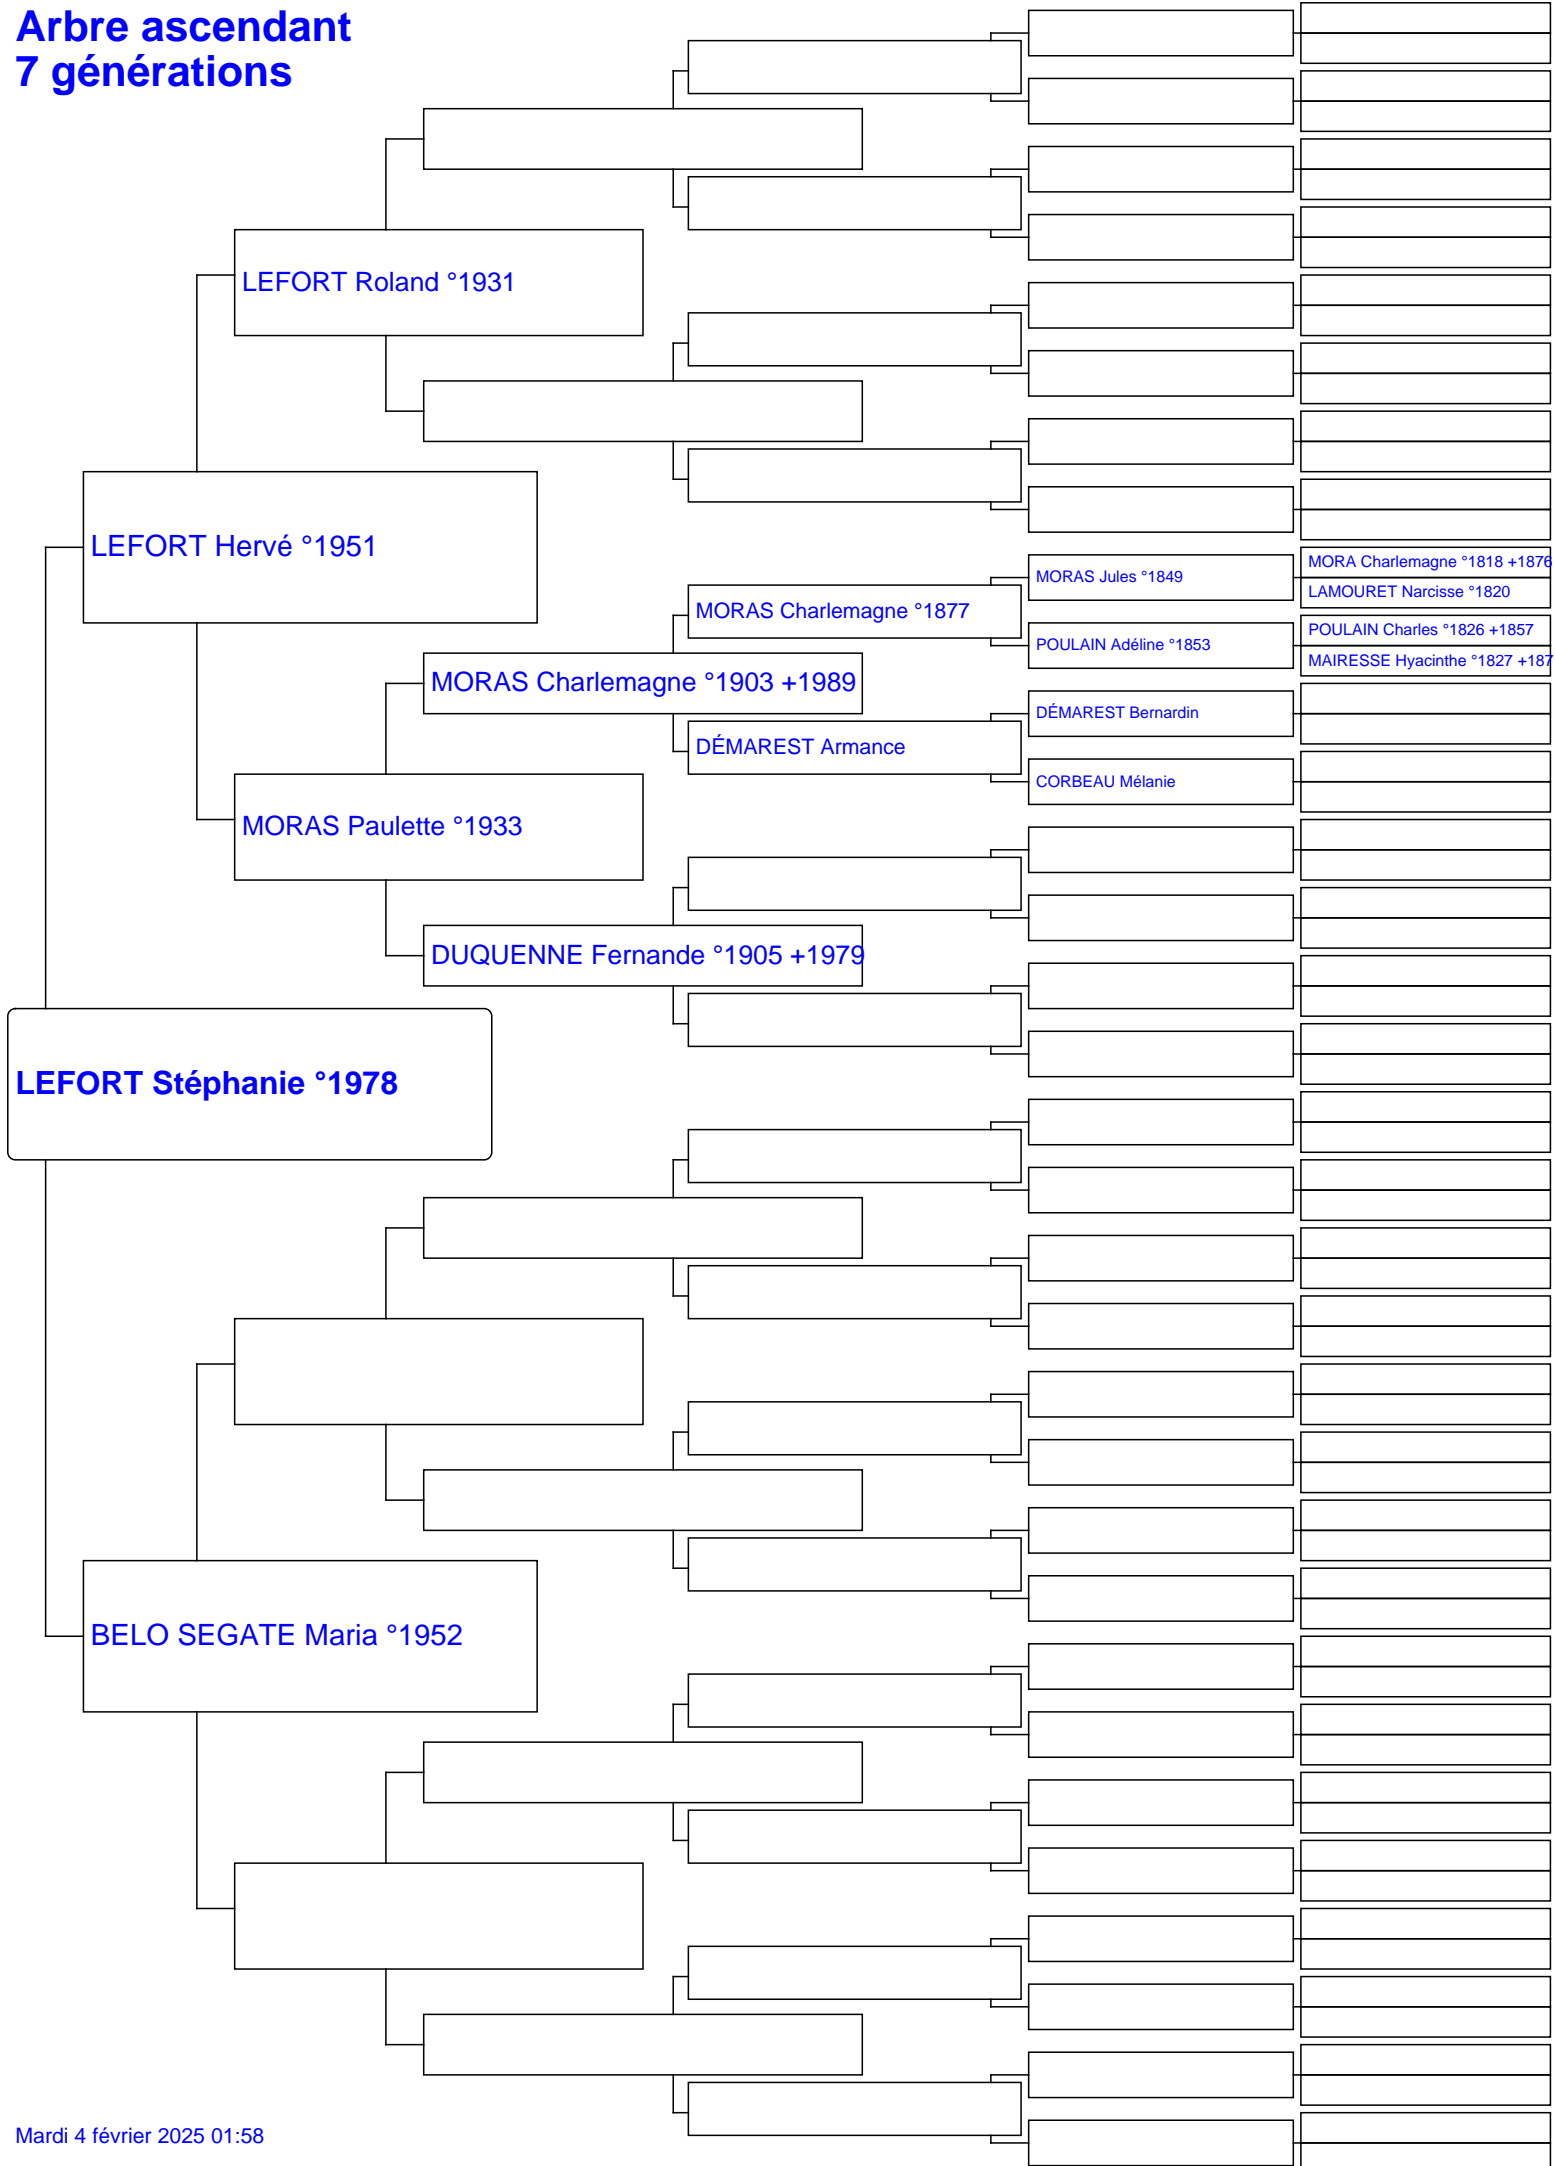 Arbre ascendant
7 générations
LEFORT Roland °1931
LEFORT Hervé °1951
MORAS Jules °1849
MORA Charlemagne °1818 +1876
LAMOURET Narcisse °1820
MORAS Charlemagne °1877
POULAIN Adéline °1853
POULAIN Charles °1826 +1857
MAIRESSE Hyacinthe °1827 +187
MORAS Charlemagne °1903 +1989
DÉMAREST Bernardin
DÉMAREST Armance
CORBEAU Mélanie
MORAS Paulette °1933
DUQUENNE Fernande °1905 +1979
LEFORT Stéphanie °1978
BELO SEGATE Maria °1952
Mardi 4 février 2025 01:58